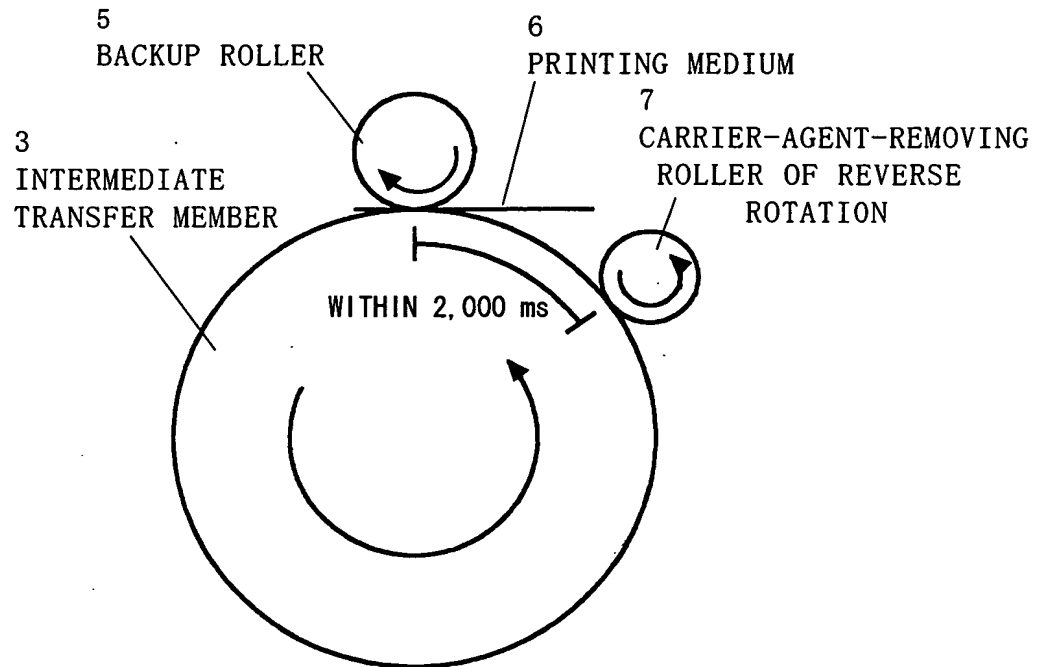 5
BACKUP ROLLER
6
PRINTING MEDIUM
7
CARRIER-AGENT-REMOVING
ROLLER OF REVERSE
ROTATION
3
INTERMEDIATE
TRANSFER MEMBER
WITHIN 2,000 ms